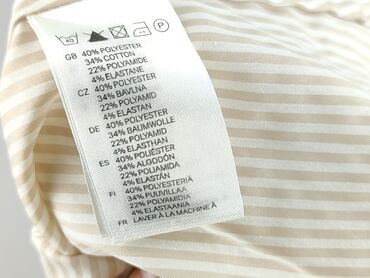 40 P
GB 40% POLYESTER
34% COTTON
22% POLYAMIDE
4% ELASTANE
CZ 40% POLYESTER
34% BAVLNA
22% POLYAMID
4% ELASTAN
DE 40% POLYESTER
34% BAUMWOLLE
22% POLYAMID
4% ELASTHAN
ES 40% POLIÉSTER
34% ALGODÓN
22% POLIAMIDA
4% ELASTÁN
FI 40% POLYESTERIÄ
34% PUUVILLAA
22% POLYAMIDIA
4% ELASTAANIA
FR LAVER À LA MACHINE À